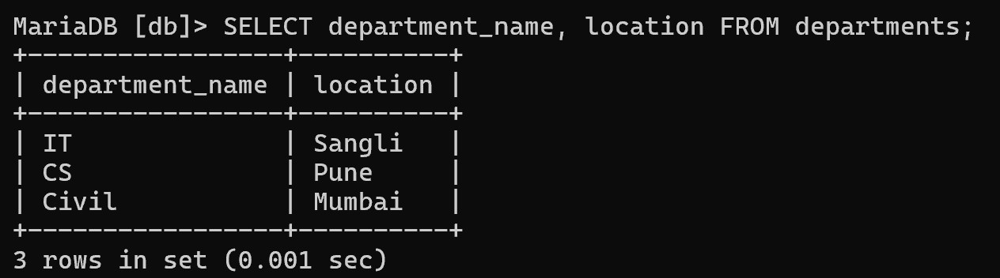 MariaDB [db]> SELECT department_name, location FROM departments;
+-----------------+----------+
| department_name | location |
+-----------------+----------+
| IT              | Sangli   |
| CS              | Pune     |
| Civil           | Mumbai   |
+-----------------+----------+
3 rows in set (0.001 sec)